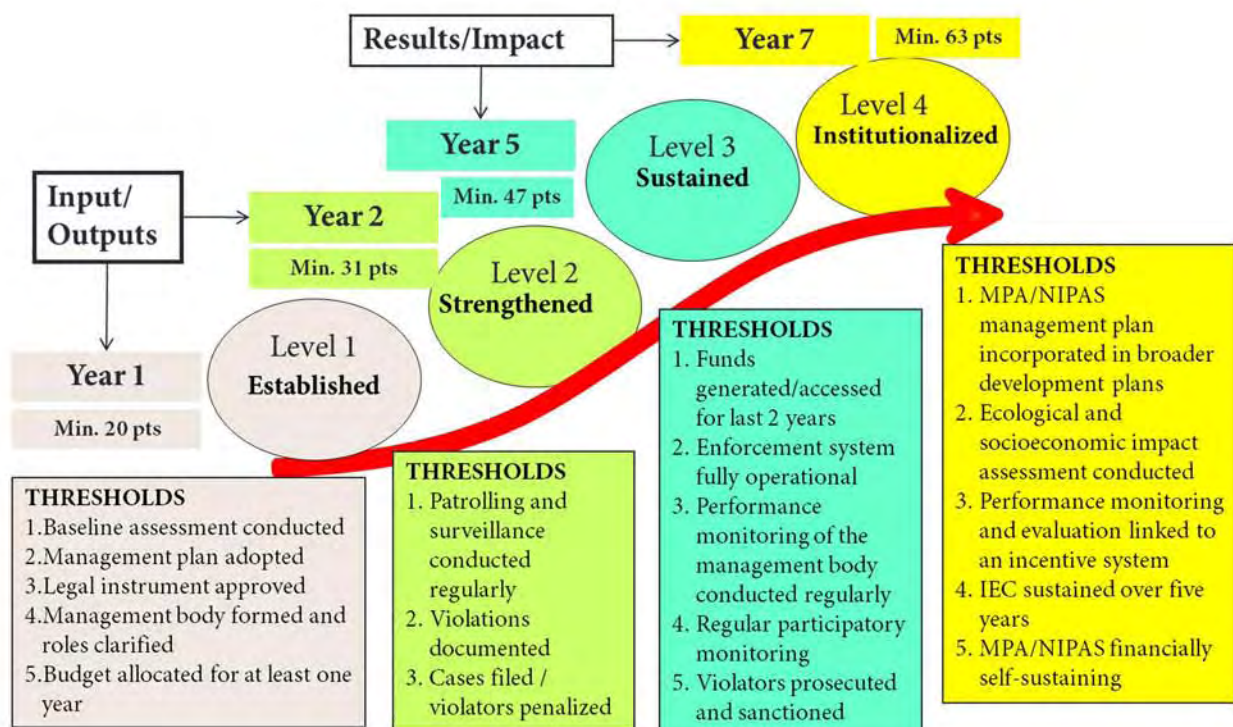 Results/Impact
Year 7
Min. 63 pts
Level 4
Institutionalized
Year 5
Min. 47 pts
Level 3
Sustained
Input/
Outputs
Year 2
Min. 31 pts
Level 2
Strengthened
Year 1
Min. 20 pts
Level 1
Established
THRESHOLDS
1.Baseline assessment conducted
2.Management plan adopted
3.Legal instrument approved
4.Management body formed and
roles clarified
5.Budget allocated for at least one
year
THRESHOLDS
1. Patrolling and
surveillance
conducted
regularly
2. Violations
documented
3. Cases filed /
violators penalized
THRESHOLDS
1. Funds
generated/accessed
for last 2 years
2. Enforcement system
fully operational
3. Performance
monitoring of the
management body
conducted regularly
4. Regular participatory
monitoring
5. Violators prosecuted
and sanctioned
THRESHOLDS
1. MPA/NIPAS
management plan
incorporated in broader
development plans
2. Ecological and
socioeconomic impact
assessment conducted
3. Performance monitoring
and evaluation linked to
an incentive system
4. IEC sustained over five
years
5. MPA/NIPAS financially
self-sustaining